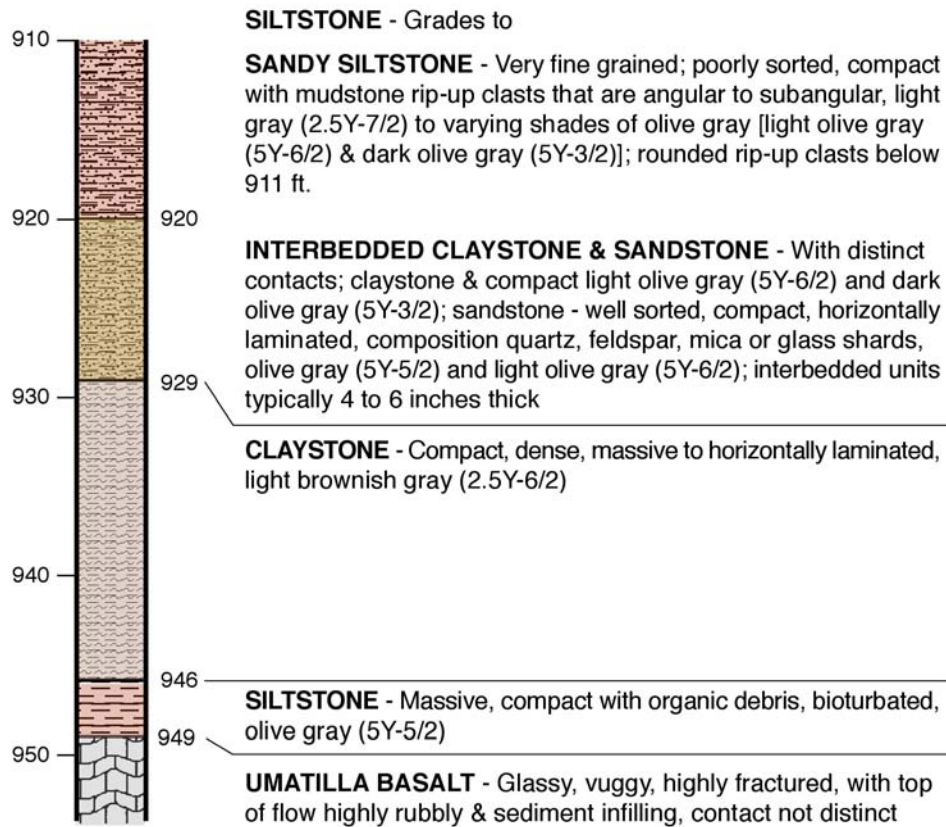 SILTSTONE - Grades to
910
SANDY SILTSTONE - Very fine grained; poorly sorted, compact
with mudstone rip-up clasts that are angular to subangular, light
gray (2.5Y-7/2) to varying shades of olive gray [light olive gray
(5Y-6/2) & dark olive gray (5Y-3/2)]; rounded rip-up clasts below
911 ft.
920
920
INTERBEDDED CLAYSTONE & SANDSTONE - With distinct
contacts; claystone & compact light olive gray (5Y-6/2) and dark
olive gray (5Y-3/2); sandstone - well sorted, compact, horizontally
laminated, composition quartz, feldspar, mica or glass shards,
olive gray (5Y-5/2) and light olive gray (5Y-6/2); interbedded units
typically 4 to 6 inches thick
929
930
CLAYSTONE - Compact, dense, massive to horizontally laminated,
light brownish gray (2.5Y-6/2)
940
946
SILTSTONE - Massive, compact with organic debris, bioturbated,
olive gray (5Y-5/2)
949
950
UMATILLA BASALT - Glassy, vuggy, highly fractured, with top
of flow highly rubbly & sediment infilling, contact not distinct